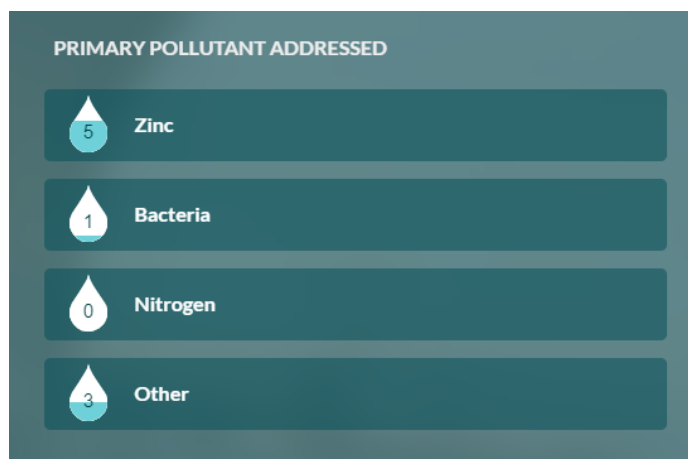 PRIMARY POLLUTANT ADDRESSED
5 Zinc
1 Bacteria
0 Nitrogen
3 Other